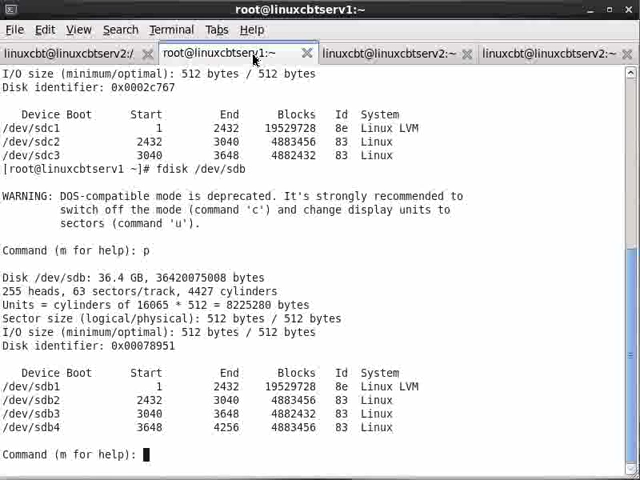 root@linuxcbtserv1:~
File Edit View Search Terminal Tabs Help
linuxcbt@linuxcbtserv2:/ root@linuxcbtserv1:~ linuxcbt@linuxcbtserv2:~ linuxcbt@linuxcbtserv2:~
I/O size (minimum/optimal): 512 bytes / 512 bytes
Disk identifier: 0x0002c767
Device Boot Start End Blocks Id System
/dev/sdc1 1 2432 19529728 8e Linux LVM
/dev/sdc2 2432 3040 4883456 83 Linux
/dev/sdc3 3040 3648 4882432 83 Linux
[root@linuxcbtserv1 ~]# fdisk /dev/sdb
WARNING: DOS-compatible mode is deprecated. It's strongly recommended to
switch off the mode (command 'c') and change display units to
sectors (command 'u').
Command (m for help): p
Disk /dev/sdb: 36.4 GB, 36420075008 bytes
255 heads, 63 sectors/track, 4427 cylinders
Units = cylinders of 16065 * 512 = 8225280 bytes
Sector size (logical/physical): 512 bytes / 512 bytes
I/O size (minimum/optimal): 512 bytes / 512 bytes
Disk identifier: 0x00078951
Device Boot Start End Blocks Id System
/dev/sdb1 1 2432 19529728 8e Linux LVM
/dev/sdb2 2432 3040 4883456 83 Linux
/dev/sdb3 3040 3648 4882432 83 Linux
/dev/sdb4 3648 4256 4883456 83 Linux
Command (m for help):